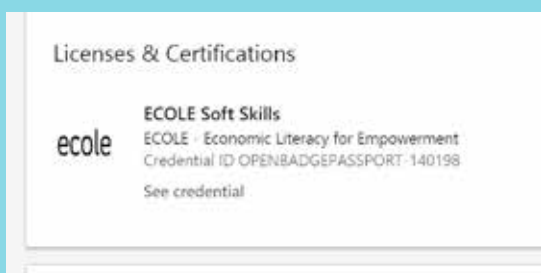 Licenses & Certifications
ECOLE Soft Skills
ecole
ECOLE - Economic Literacy for Empowerment
Credential ID OPENBADGEPASSPORT-140198
See credential